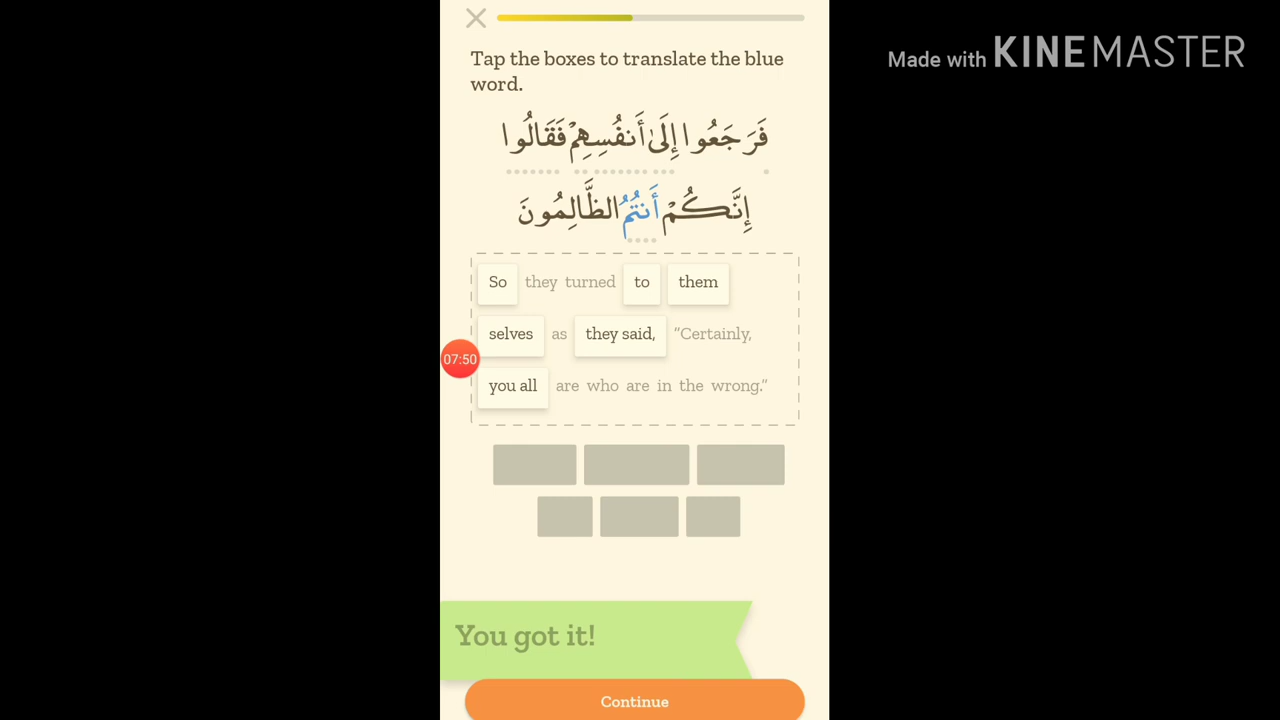 Made with KINEMASTER
Tap the boxes to translate the blue
word.
فَرَجَعُوا إِلَىٰ أَنفُسِهِمْ فَقَالُوا
إِنَّكُمْ أَنتُمُ الظَّالِمُونَ
So they turned to them
selves as they said, “Certainly,
07:50
you all are who are in the wrong.”
You got it!
Continue